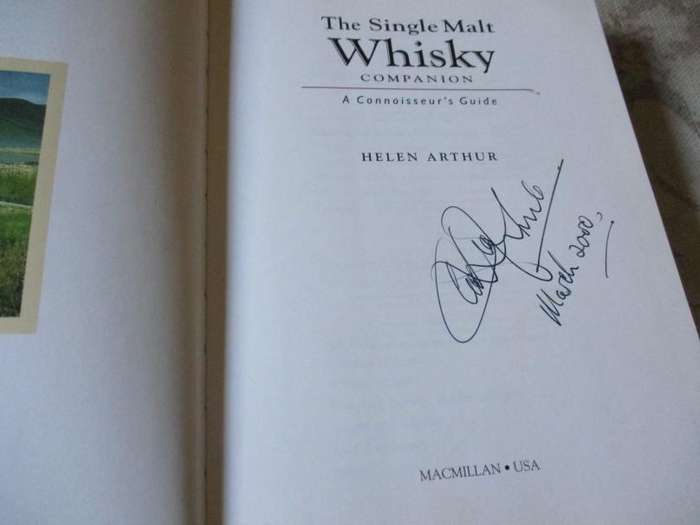 The Single Malt
Whisky
COMPANION
A Connoisseur's Guide
HELEN ARTHUR
March 2000,
MACMILLAN • USA